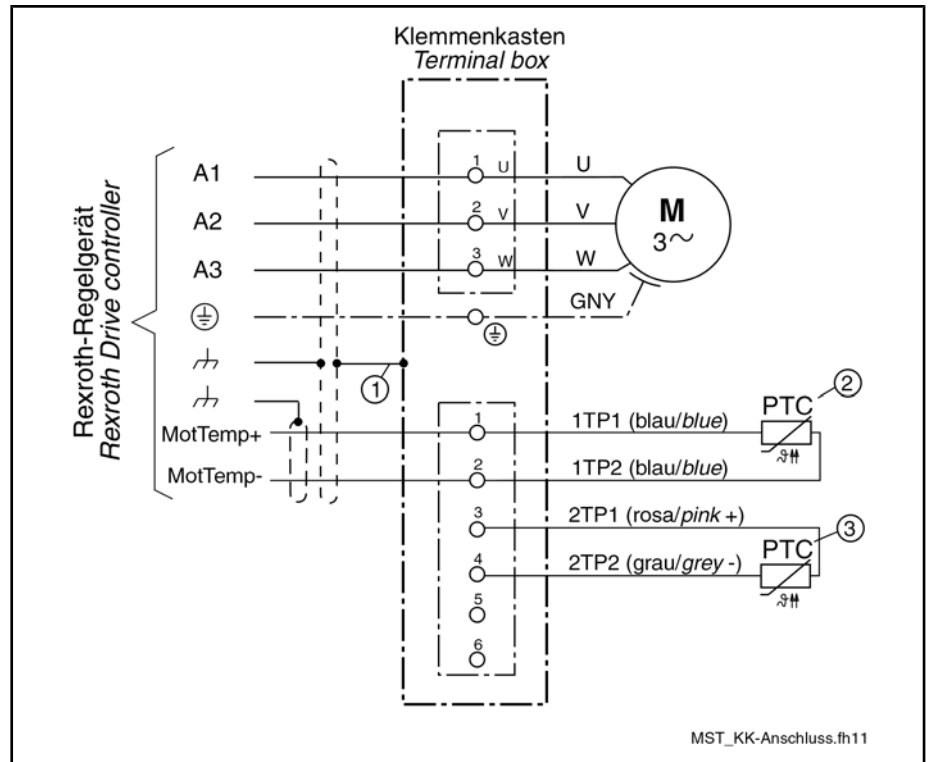 Klemmenkasten
Terminal box
Rexroth-Regelgerät
Rexroth Drive controller
A1
1 U
U
A2
2 V
V
M
3~
A3
3 W
W
GNY
1
MotTemp+
1
1TP1 (blau/blue)
PTC
2
MotTemp-
2
1TP2 (blau/blue)
3
2TP1 (rosa/pink +)
3
4
2TP2 (grau/grey -)
PTC
5
6
MST_KK-Anschluss.fh11